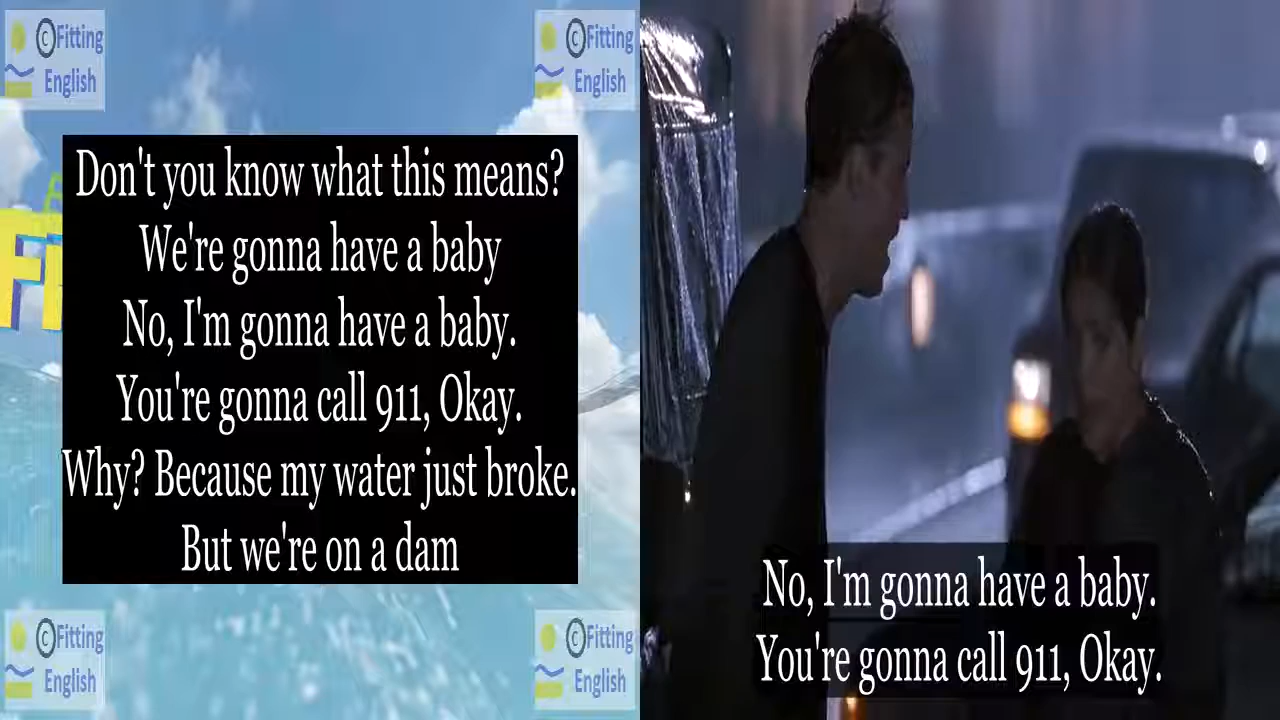 ©Fitting
English
©Fitting
English
Don't you know what this means?
We're gonna have a baby
No, I'm gonna have a baby.
You're gonna call 911, Okay.
Why? Because my water just broke.
But we're on a dam
Fi
No, I'm gonna have a baby.
You're gonna call 911, Okay.
©Fitting
English
©Fitting
English